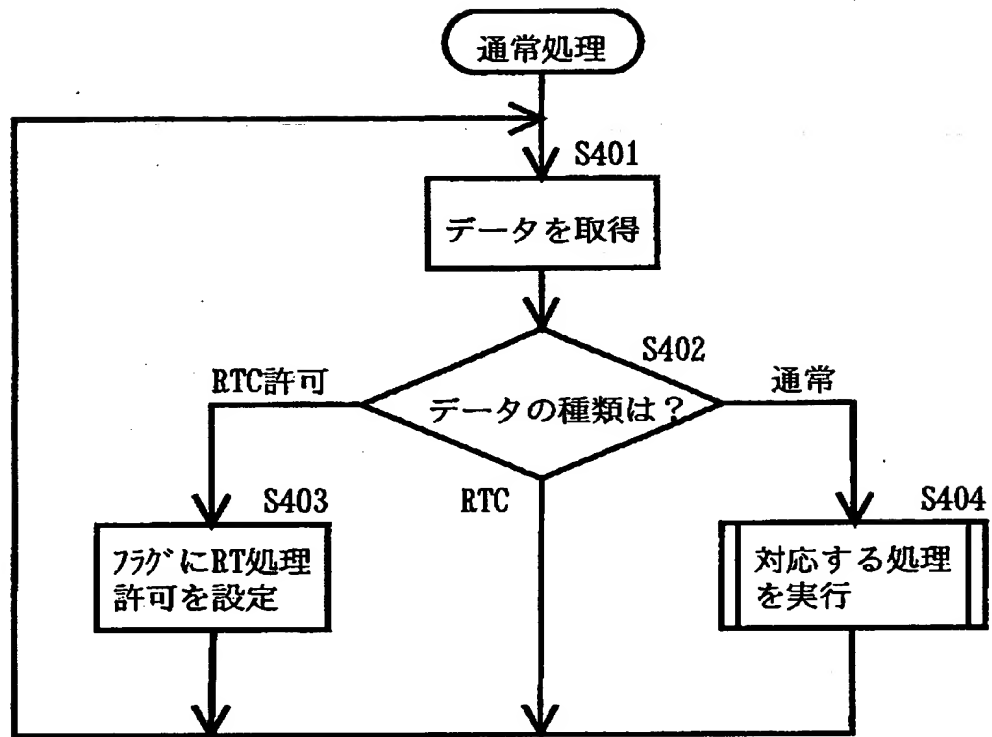 通常処理
S401
データを取得
S402
RTC許可
データの種類は？
通常
RTC
S403
S404
ﾌﾗｸﾞにRT処理
許可を設定
対応する処理
を実行